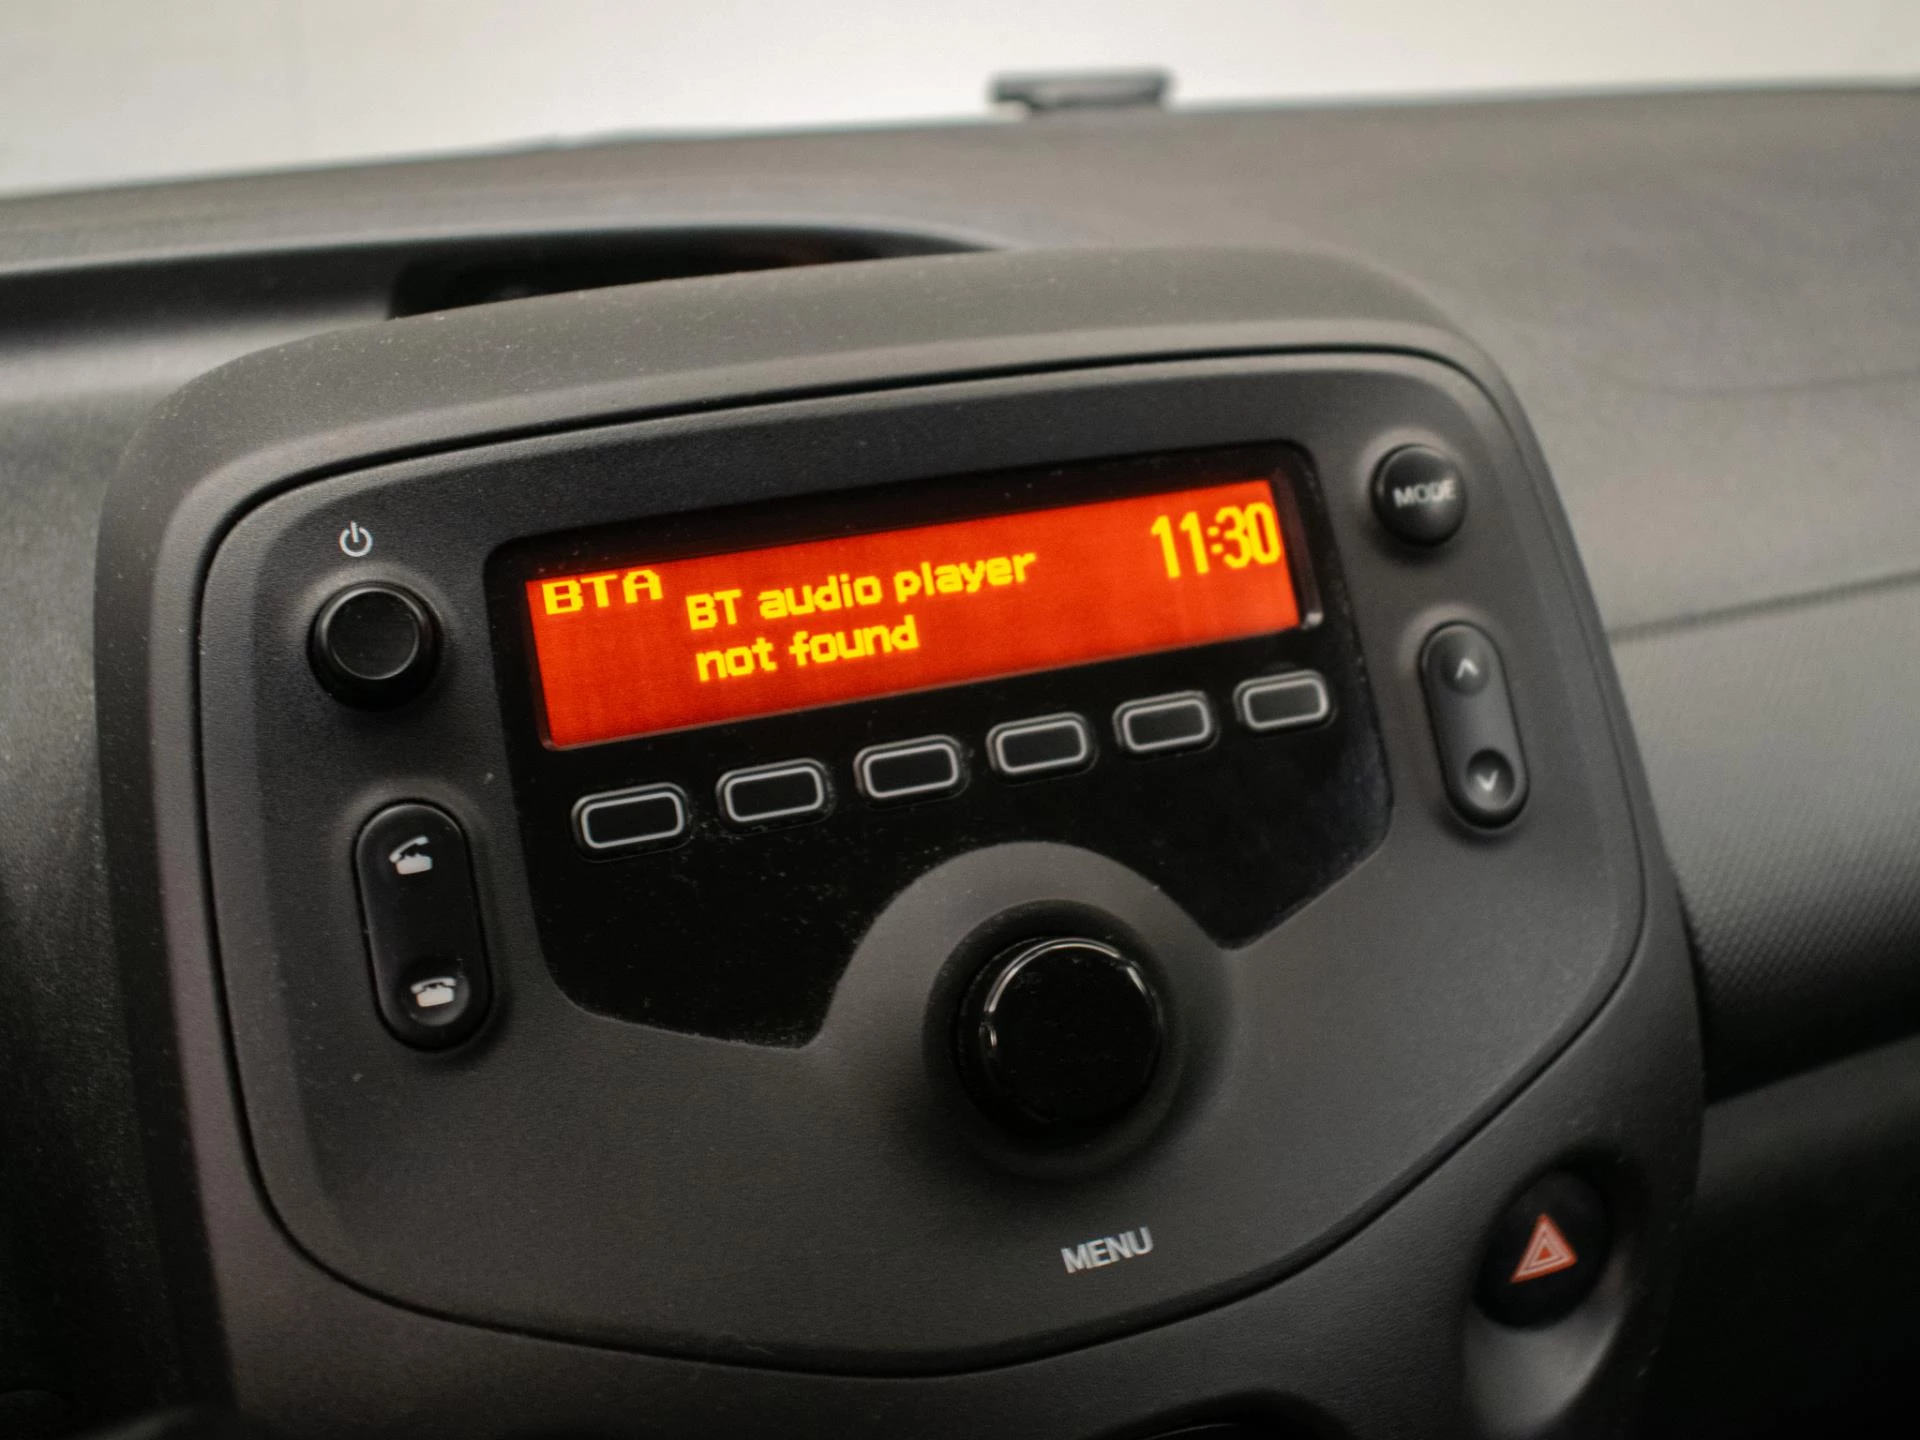 BTA
BT audio player
not found
11:30
MODE
MENU